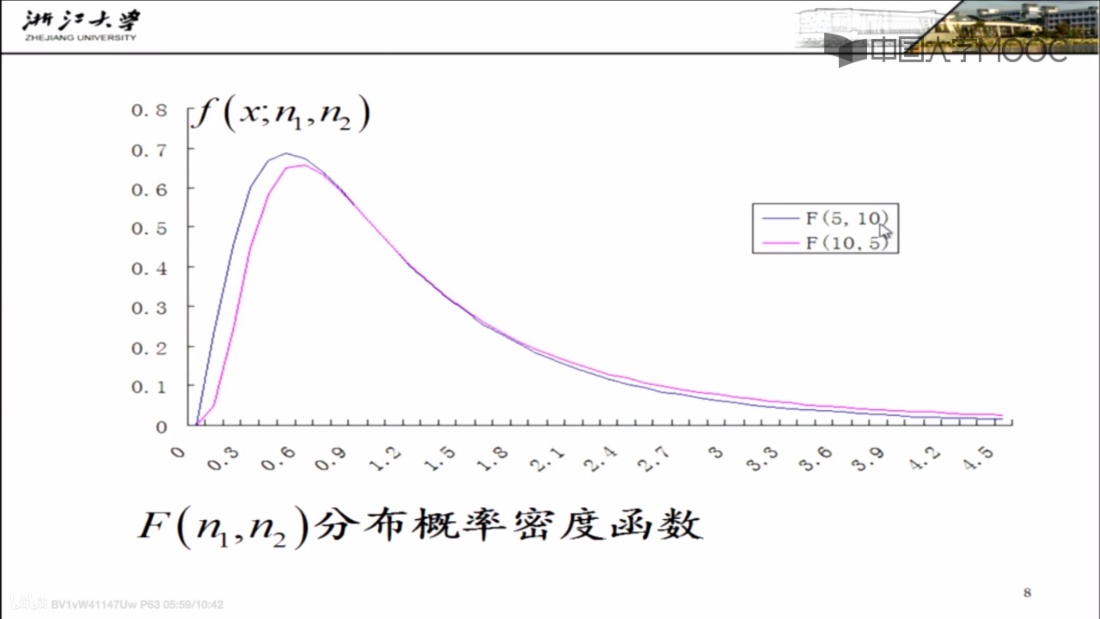 浙江大学
ZHEJIANG UNIVERSITY
中国大学MOOC
f(x;n₁,n₂)
0.8
0.7
0.6
0.5
0.4
0.3
0.2
0.1
0
F(5, 10)
F(10, 5)
0 0.3 0.6 0.9 1.2 1.5 1.8 2.1 2.4 2.7 3 3.3 3.6 3.9 4.2 4.5
F(n₁,n₂)分布概率密度函数
8
BV1vW41147Uw P63 05:59/10:42